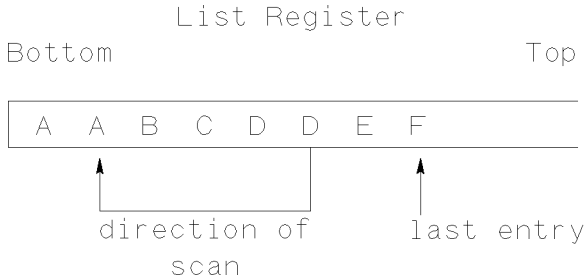 List Register
Bottom Top
A A B C D D E F
direction of last entry
scan